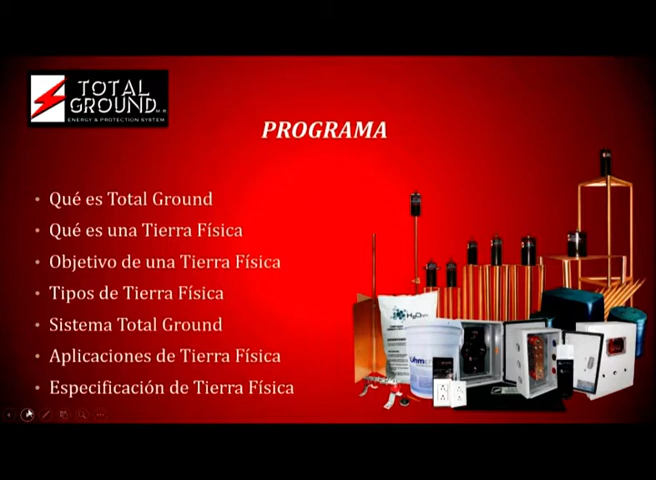 TOTAL
GROUND
ENERGY & PROTECTION SYSTEM
PROGRAMA
• Qué es Total Ground
• Qué es una Tierra Física
• Objetivo de una Tierra Física
• Tipos de Tierra Física
• Sistema Total Ground
• Aplicaciones de Tierra Física
• Especificación de Tierra Física